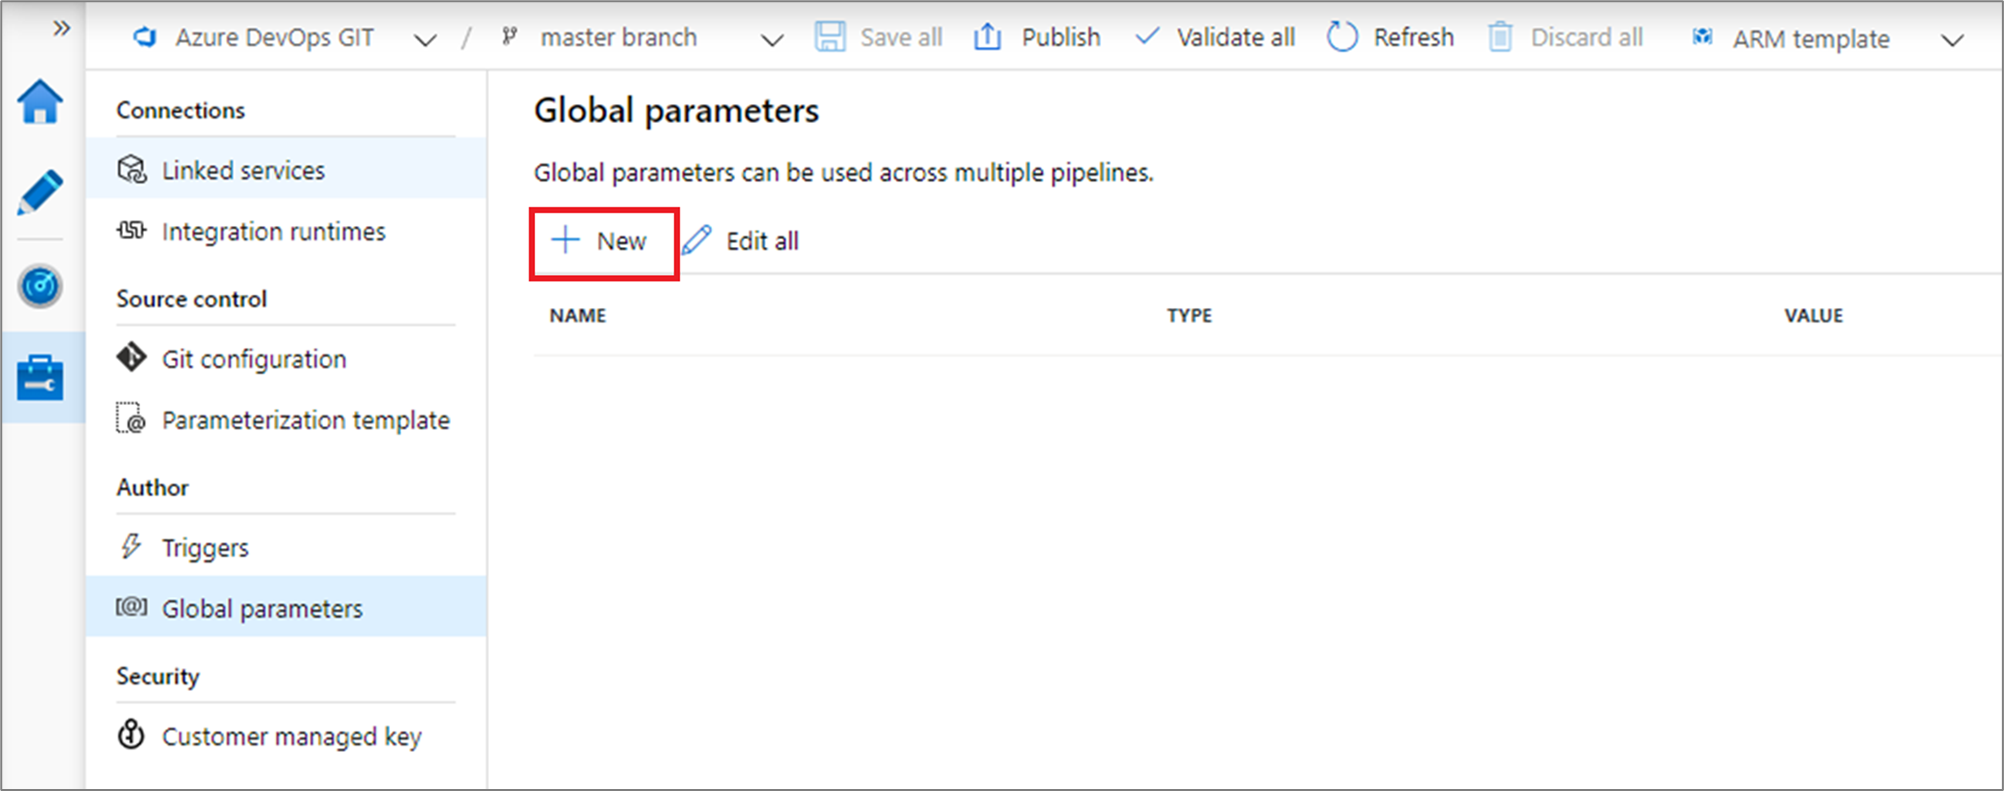 Azure DevOps GIT / master branch Save all Publish Validate all Refresh Discard all ARM template
Connections
Linked services
Integration runtimes
Source control
Git configuration
Parameterization template
Author
Triggers
Global parameters
Security
Customer managed key
Global parameters
Global parameters can be used across multiple pipelines.
New Edit all
NAME TYPE VALUE